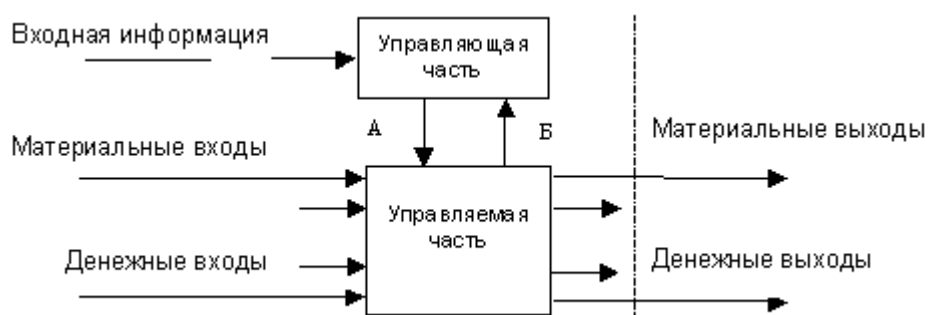 Входная информация
Управляющая
часть
А
Б
Материальные входы
Материальные выходы
Управляемая
часть
Денежные входы
Денежные выходы